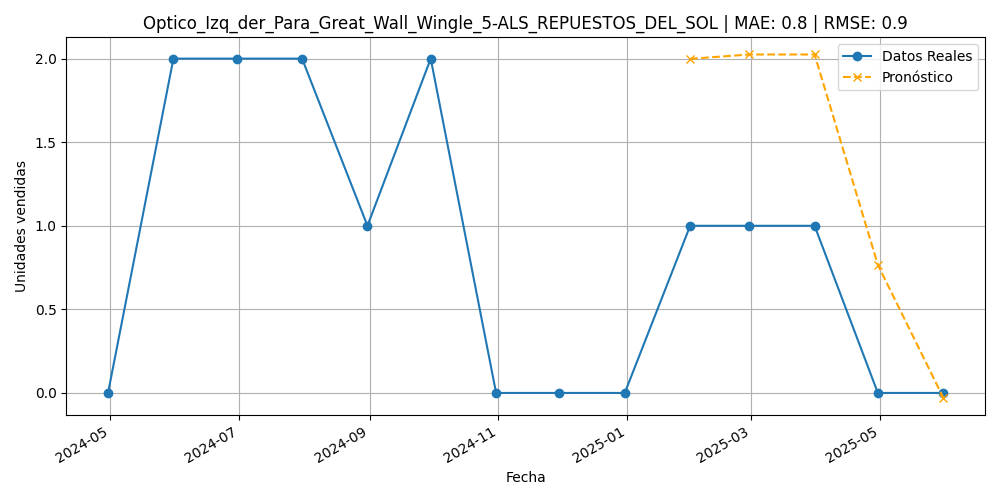 Optico_Izq_der_Para_Great_Wall_Wingle_5-ALS_REPUESTOS_DEL_SOL | MAE: 0.8 | RMSE: 0.9
Datos Reales
Pronóstico
Unidades vendidas
2.0
1.5
1.0
0.5
0.0
2024-05
2024-07
2024-09
2024-11
2025-01
2025-03
2025-05
Fecha